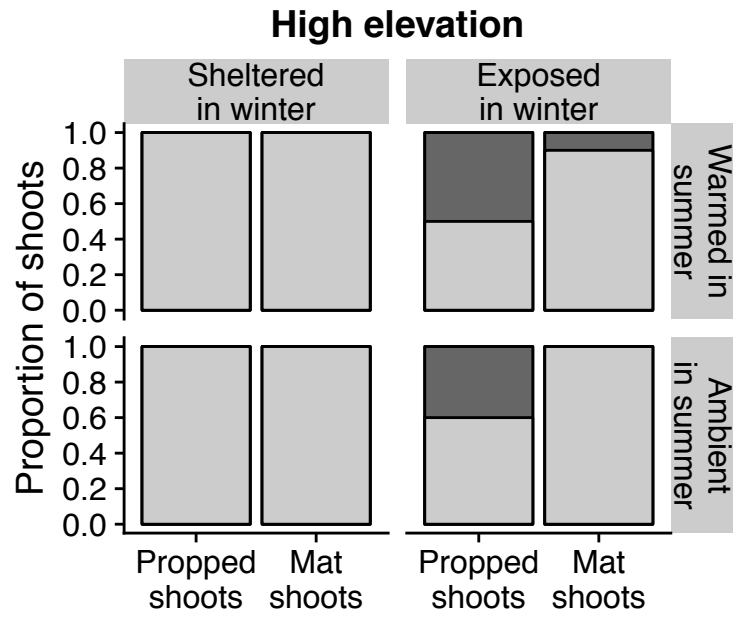 High elevation
Sheltered
in winter
Exposed
in winter
Proportion of shoots
1.0
0.8
0.6
0.4
0.2
0.0
Warmed in
summer
1.0
0.8
0.6
0.4
0.2
0.0
Ambient
in summer
Propped
shoots
Mat
shoots
Propped
shoots
Mat
shoots